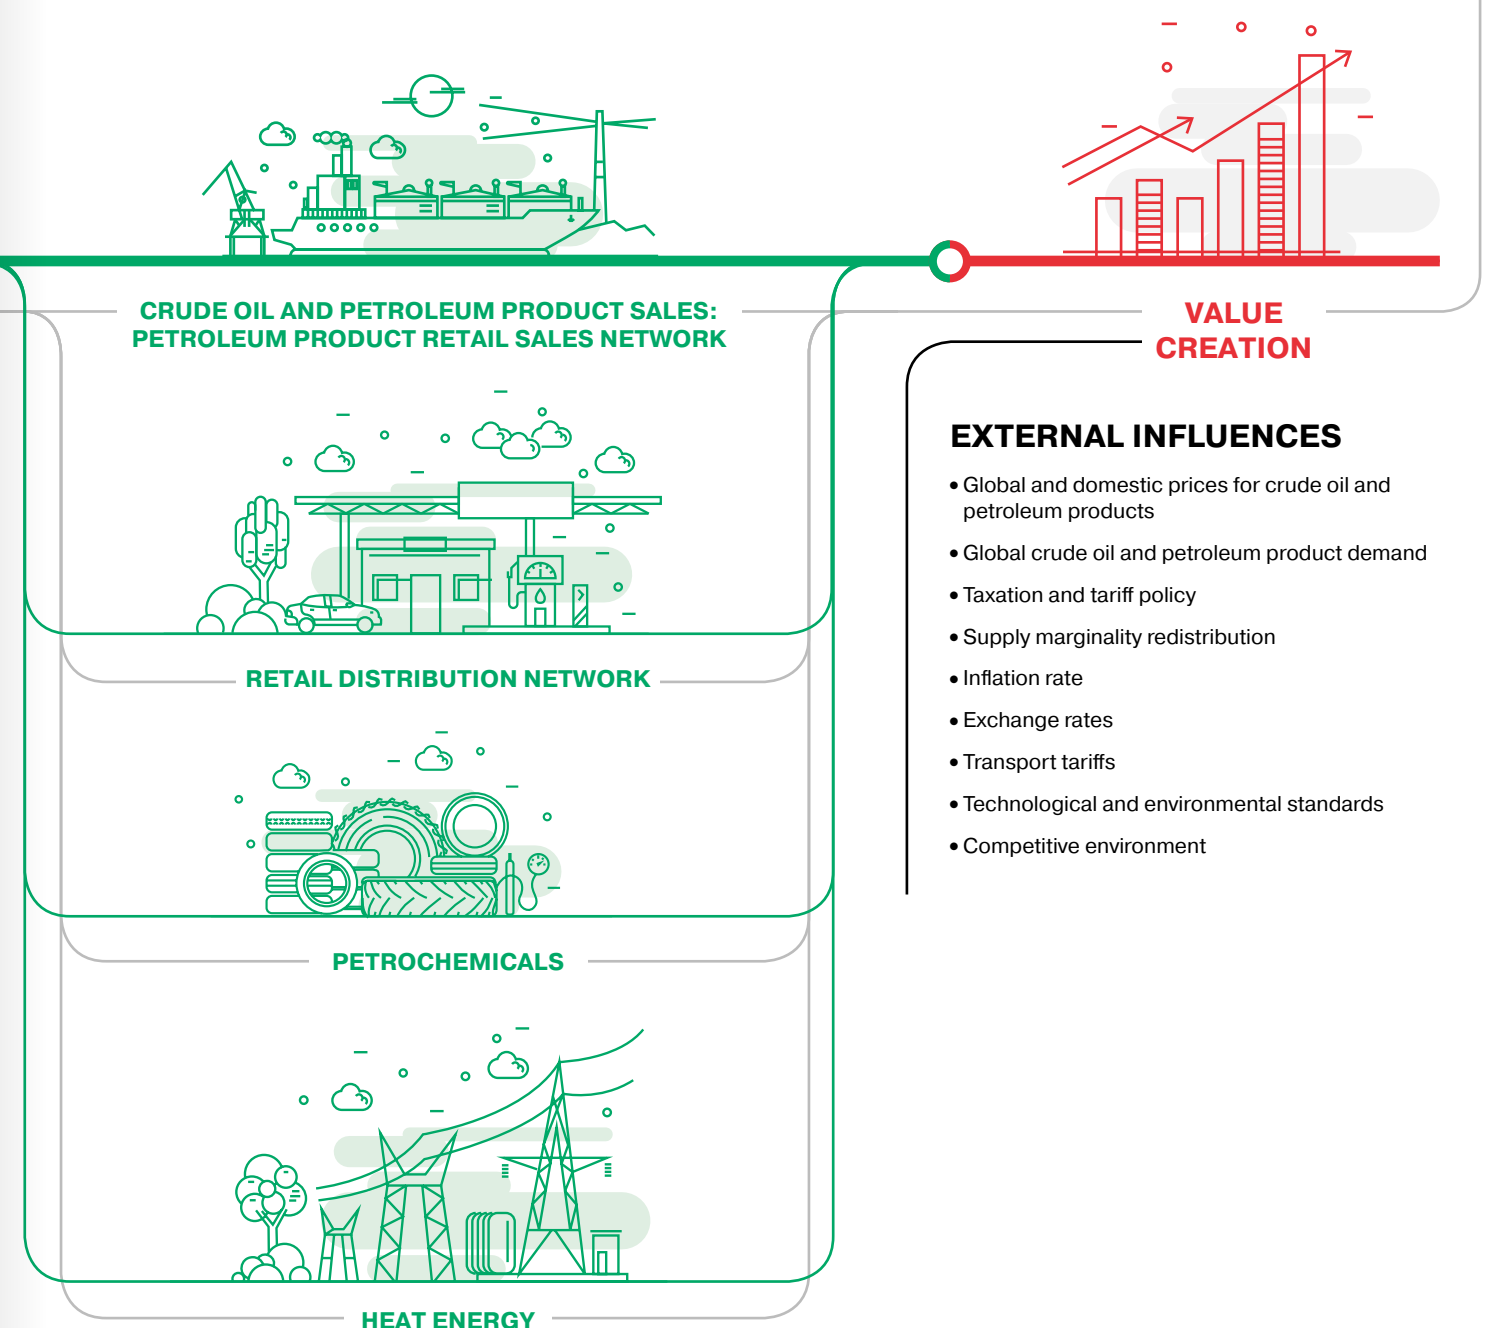 CRUDE OIL AND PETROLEUM PRODUCT SALES:
PETROLEUM PRODUCT RETAIL SALES NETWORK
RETAIL DISTRIBUTION NETWORK
PETROCHEMICALS
HEAT ENERGY
VALUE
CREATION
EXTERNAL INFLUENCES
• Global and domestic prices for crude oil and
petroleum products
• Global crude oil and petroleum product demand
• Taxation and tariff policy
• Supply marginality redistribution
• Inflation rate
• Exchange rates
• Transport tariffs
• Technological and environmental standards
• Competitive environment